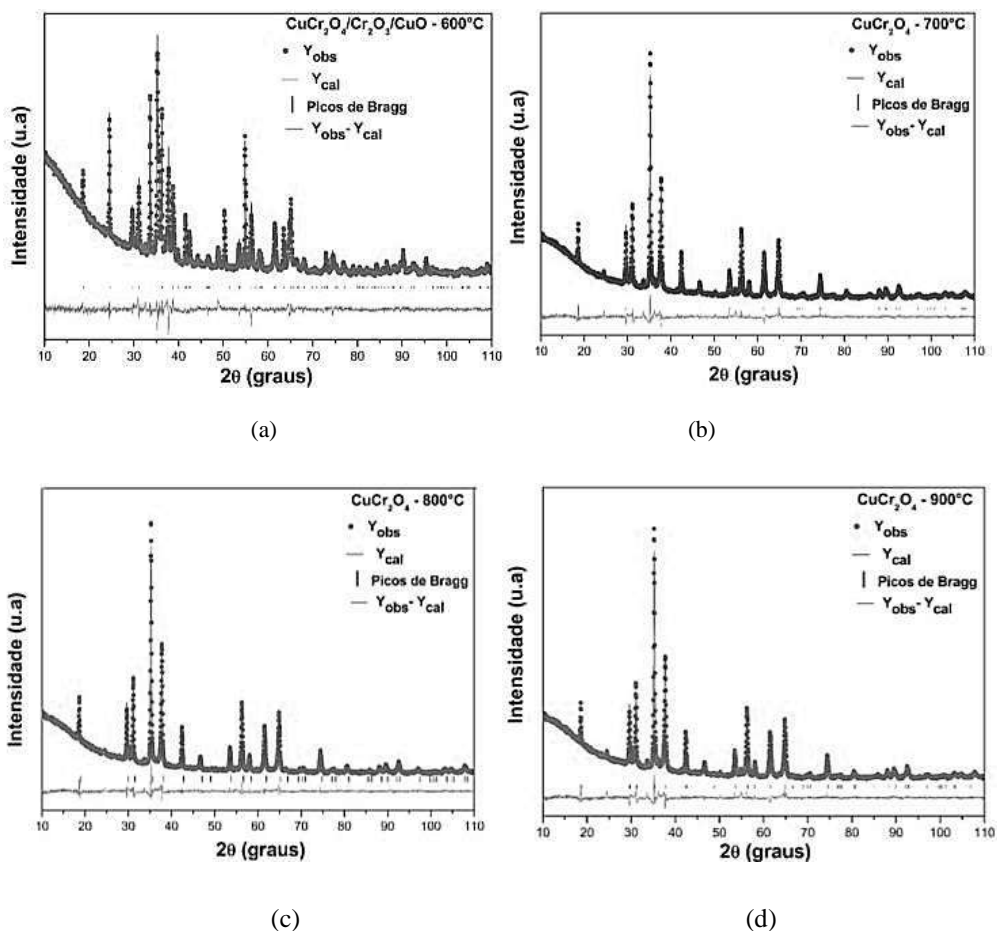 CuCr₂O₄/Cr₂O₃/CuO - 600°C
Yobs
Ycal
Picos de Bragg
Yobs- Ycal
Intensidade (u.a)
10 20 30 40 50 60 70 80 90 100 110
2θ (graus)
(a)
CuCr₂O₄ - 700°C
Yobs
Ycal
Picos de Bragg
Yobs- Ycal
Intensidade (u.a)
10 20 30 40 50 60 70 80 90 100 110
2θ (graus)
(b)
CuCr₂O₄ - 800°C
Yobs
Ycal
Picos de Bragg
Yobs- Ycal
Intensidade (u.a)
10 20 30 40 50 60 70 80 90 100 110
2θ (graus)
(c)
CuCr₂O₄ - 900°C
Yobs
Ycal
Picos de Bragg
Yobs- Ycal
Intensidade (u.a)
10 20 30 40 50 60 70 80 90 100 110
2θ (graus)
(d)